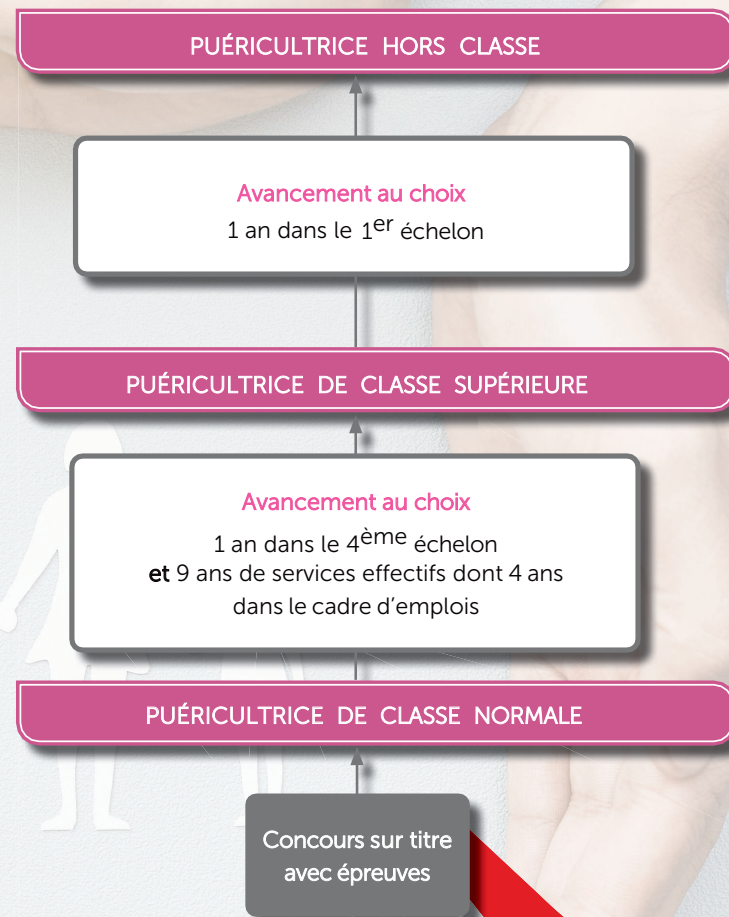 PUÉRICULTRICE HORS CLASSE
Avancement au choix
1 an dans le 1er échelon
PUÉRICULTRICE DE CLASSE SUPÉRIEURE
Avancement au choix
1 an dans le 4ème échelon
et 9 ans de services effectifs dont 4 ans
dans le cadre d'emplois
PUÉRICULTRICE DE CLASSE NORMALE
Concours sur titre
avec épreuves